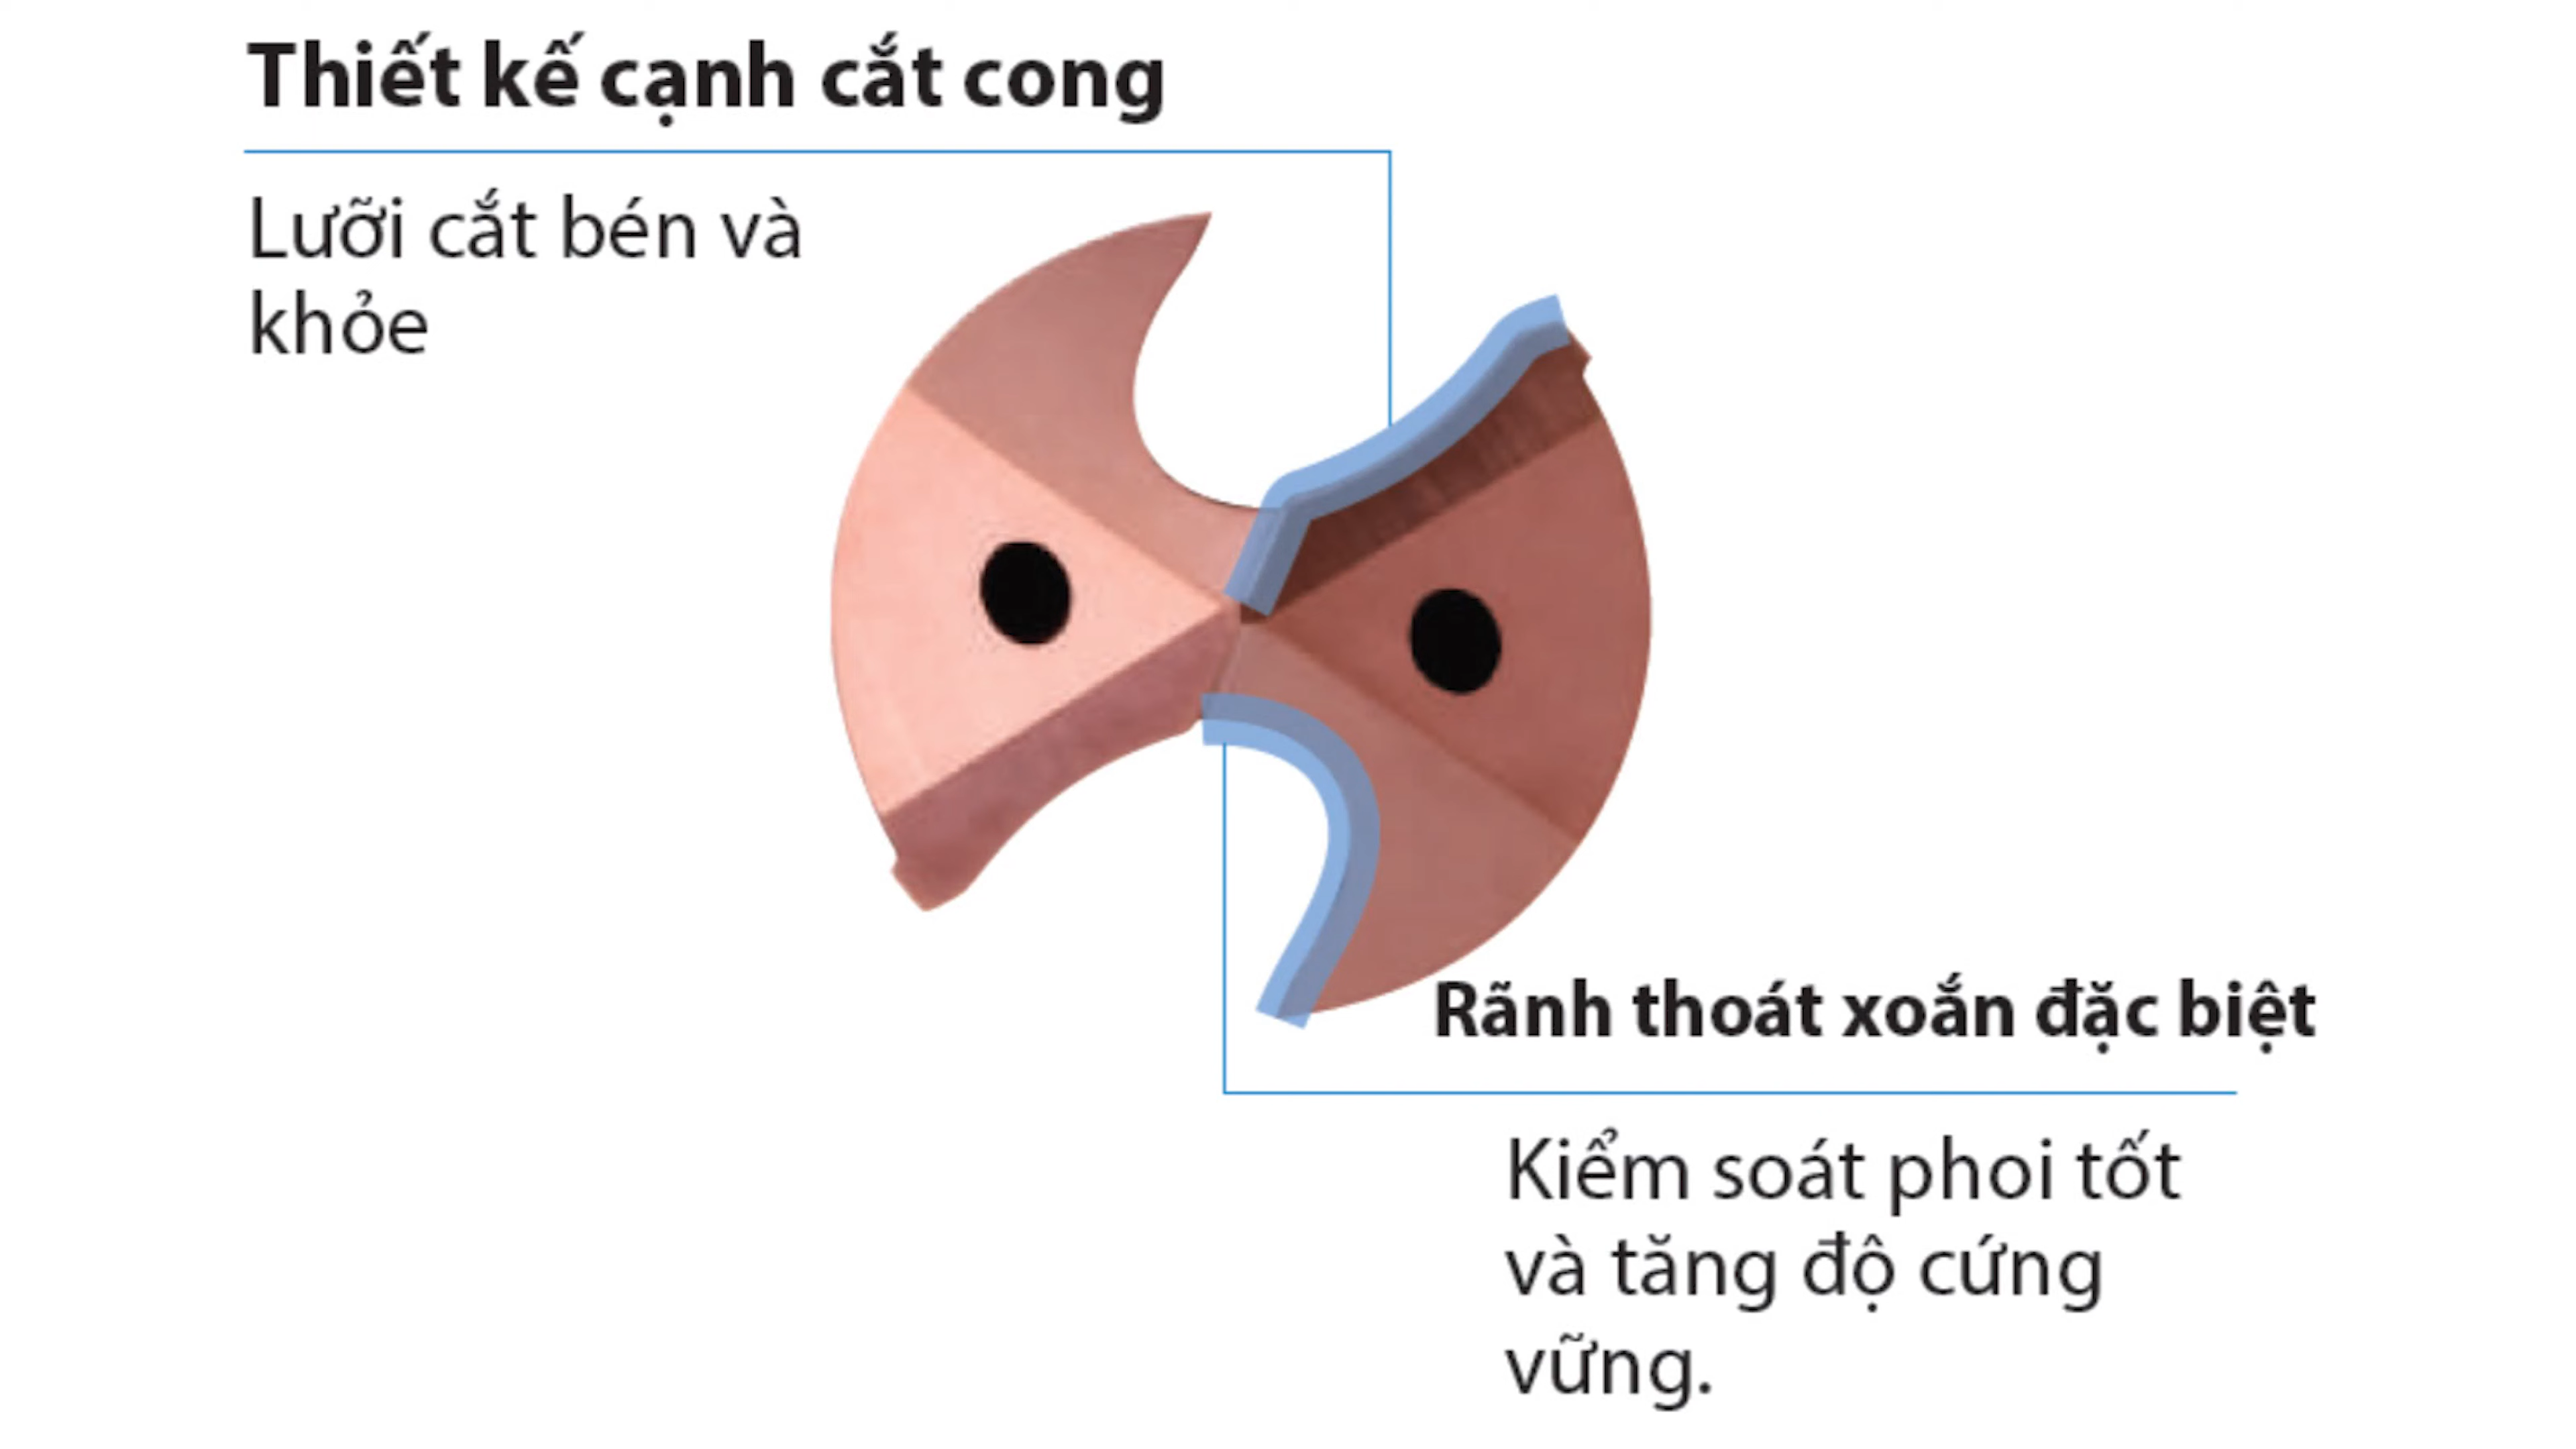 Thiết kế cạnh cắt cong
Lưỡi cắt bén và
khỏe
Rãnh thoát xoắn đặc biệt
Kiểm soát phoi tốt
và tăng độ cứng
vững.